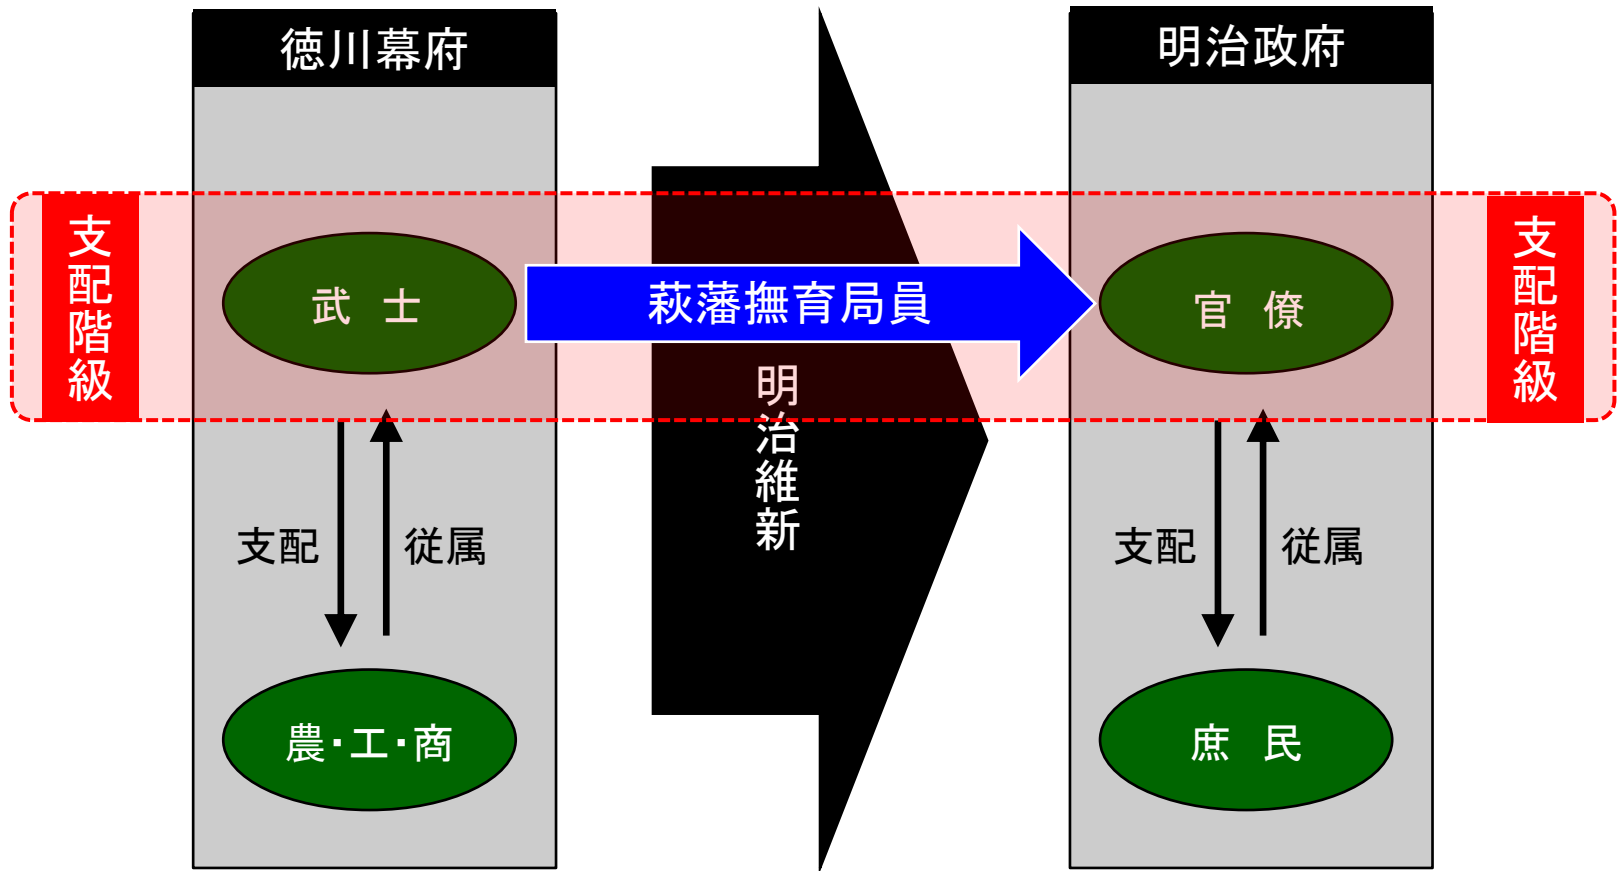 徳川幕府
明治政府
支配階級
武 士
萩藩撫育局員
官 僚
支配階級
明治維新
支配
従属
支配
従属
農・工・商
庶 民